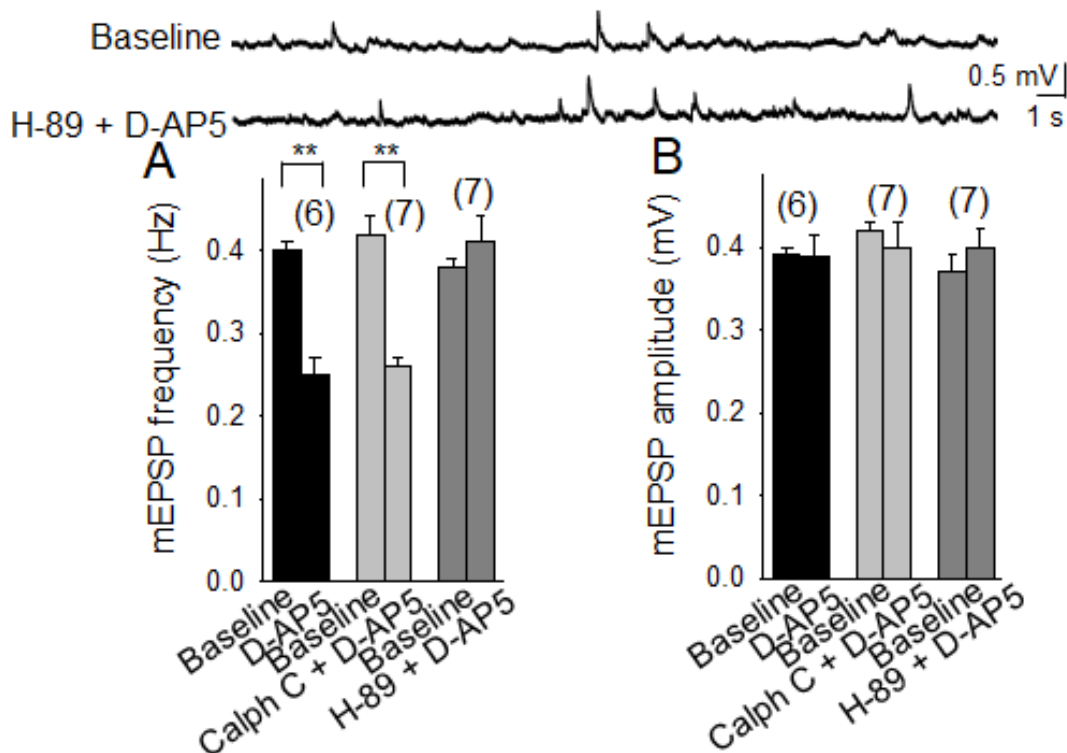 Baseline
0.5 mV
H-89 + D-AP5
1 s
A
**
**
(6)
(7)
(7)
mEPSP frequency (Hz)
0.4
0.3
0.2
0.1
0.0
Baseline
D-AP5
Baseline
Calph C + D-AP5
Baseline
H-89 + D-AP5
B
(6)
(7)
(7)
mEPSP amplitude (mV)
0.4
0.3
0.2
0.1
0.0
Baseline
D-AP5
Baseline
Calph C + D-AP5
Baseline
H-89 + D-AP5